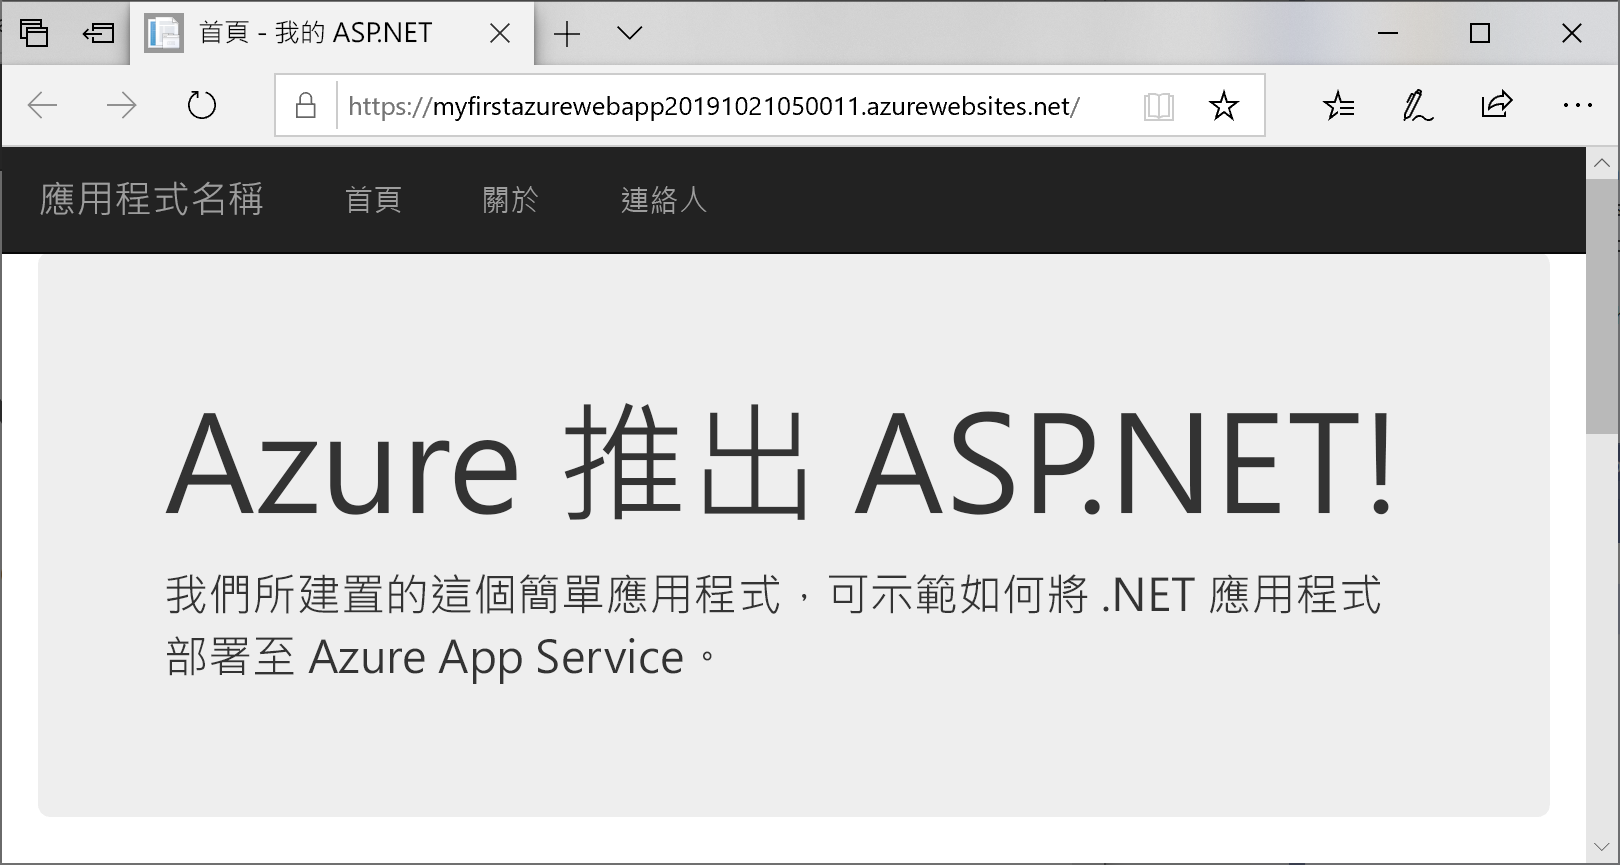 首頁 - 我的 ASP.NET
https://myfirstazurewebapp20191021050011.azurewebsites.net/
應用程式名稱 首頁 關於 連絡人
Azure 推出 ASP.NET!
我們所建置的這個簡單應用程式，可示範如何將 .NET 應用程式
部署至 Azure App Service。